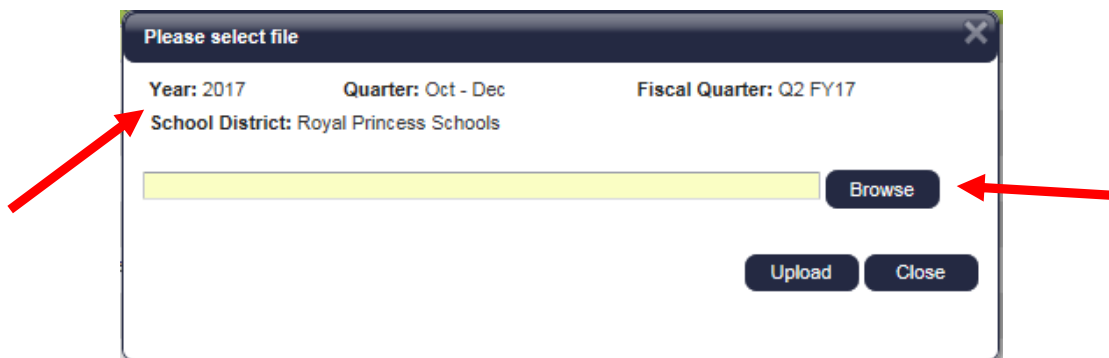 Please select file
Year: 2017 Quarter: Oct - Dec Fiscal Quarter: Q2 FY17
School District: Royal Princess Schools
Browse
Upload Close